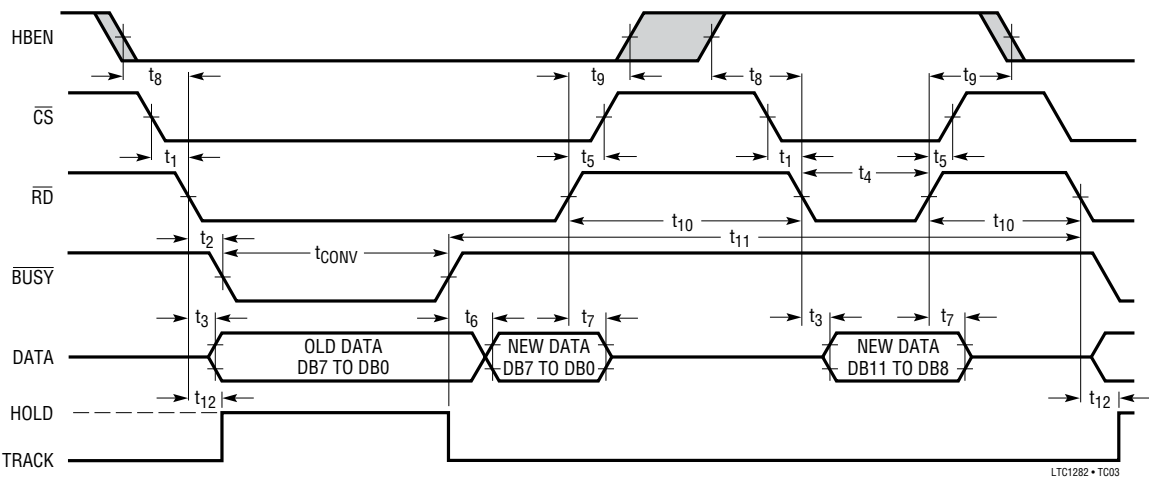 HBEN
t8 t9 t8 t9
CS
t1 t5 t1 t5
t4
RD
t10 t10
t2 tCONV t11
BUSY
t3 t6 t7 t3 t7
DATA
OLD DATA
DB7 TO DB0
NEW DATA
DB7 TO DB0
NEW DATA
DB11 TO DB8
t12 t12
HOLD
TRACK
LTC1282 • TC03